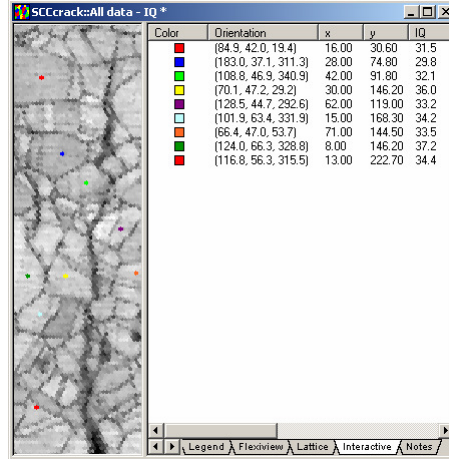 SCCcrack::All data - IQ *
Color Orientation x y IQ
(84.9, 42.0, 19.4) 16.00 30.60 31.5
(183.0, 37.1, 311.3) 28.00 74.80 29.8
(108.8, 46.9, 340.9) 42.00 91.80 32.1
(70.1, 47.2, 29.2) 30.00 146.20 36.0
(128.5, 44.7, 292.6) 62.00 119.00 33.2
(101.9, 63.4, 331.9) 15.00 168.30 34.2
(66.4, 47.0, 53.7) 71.00 144.50 33.5
(124.0, 66.3, 328.8) 8.00 146.20 37.2
(116.8, 56.3, 315.5) 13.00 222.70 34.4
Legend Flexiview Lattice Interactive Notes